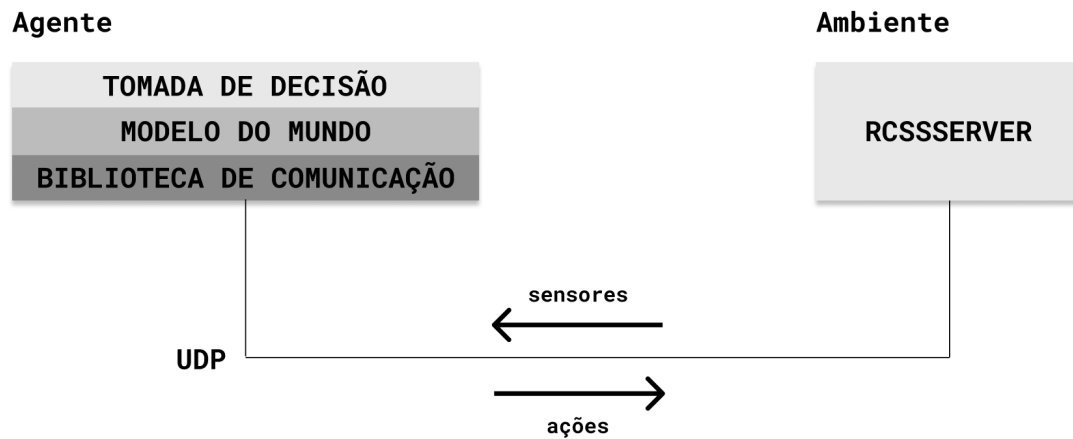 Agente
Ambiente
TOMADA DE DECISÃO
MODELO DO MUNDO
BIBLIOTECA DE COMUNICAÇÃO
RCSSSERVER
sensores
UDP
ações